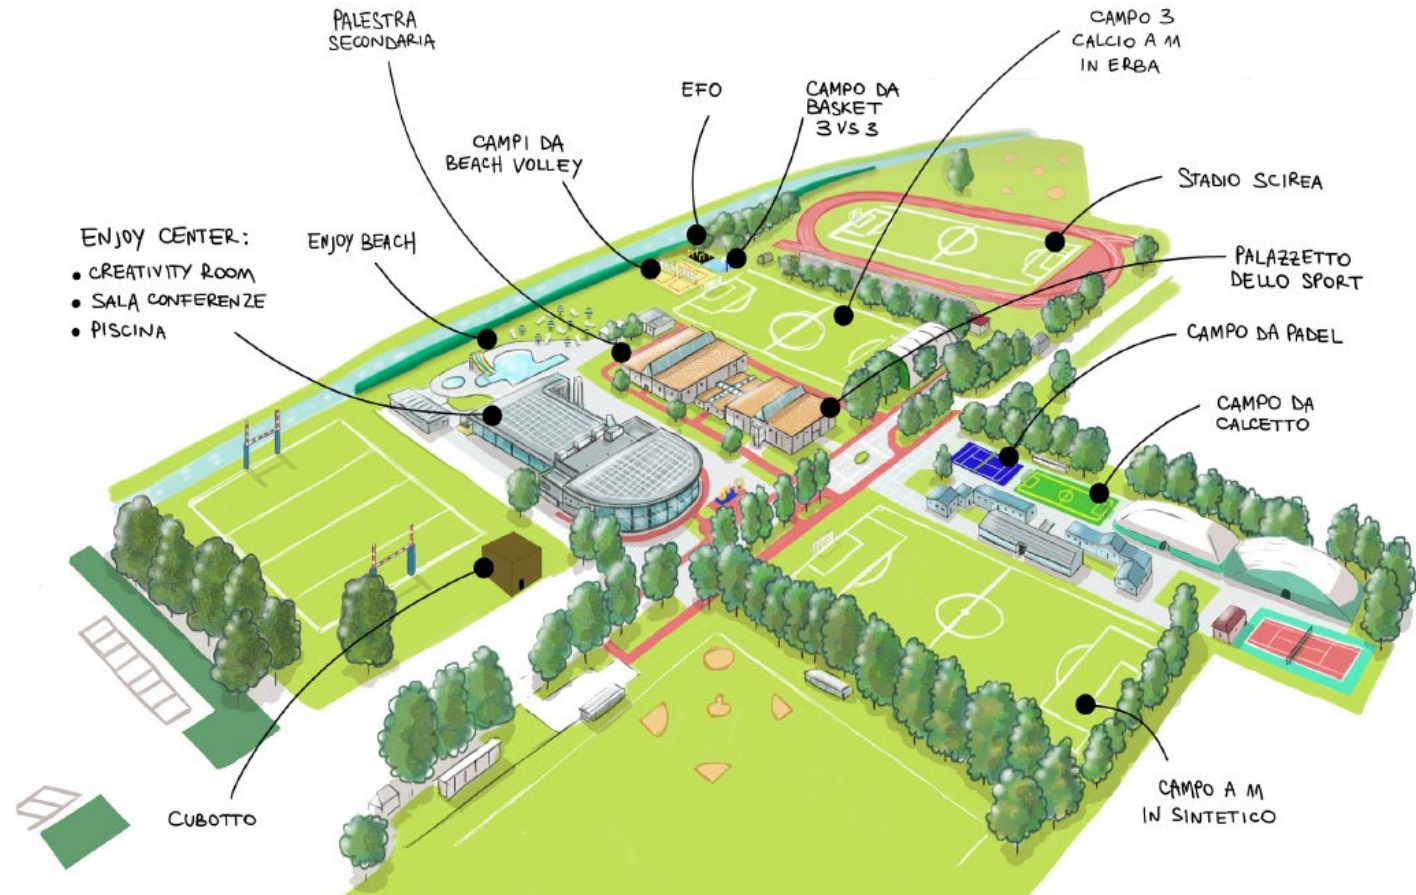 PALESTRA
SECONDARIA
CAMPO 3
CALCIO A 11
IN ERBA
EFO
CAMPO DA
BASKET
3 VS 3
CAMPI DA
BEACH VOLLEY
STADIO SCIREA
ENJOY CENTER:
• CREATIVITY ROOM
• SALA CONFERENZE
• PISCINA
ENJOY BEACH
PALAZZETTO
DELLO SPORT
CAMPO DA PADEL
CAMPO DA
CALCETTO
CUBOTTO
CAMPO A 11
IN SINTETICO